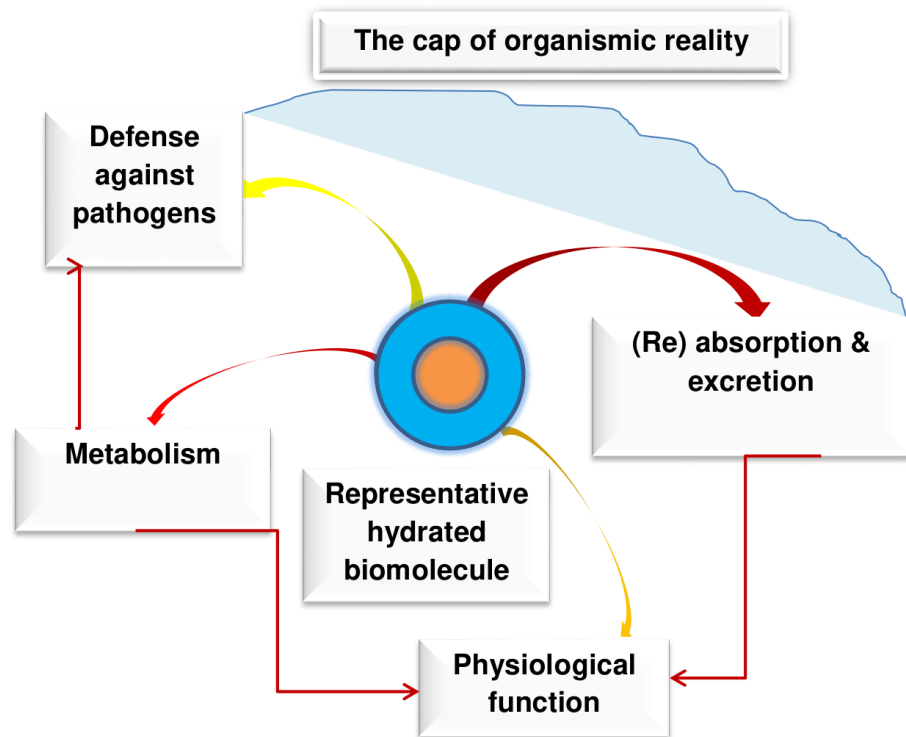 The cap of organismic reality
Defense
against
pathogens
(Re) absorption &
excretion
Metabolism
Representative
hydrated
biomolecule
Physiological
function